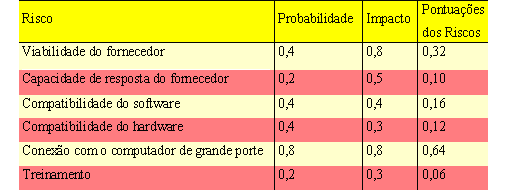 Risco Probabilidade Impacto Pontuações dos Riscos
Viabilidade do fornecedor 0,4 0,8 0,32
Capacidade de resposta do fornecedor 0,2 0,5 0,10
Compatibilidade do software 0,4 0,4 0,16
Compatibilidade do hardware 0,4 0,3 0,12
Conexão com o computador de grande porte 0,8 0,8 0,64
Treinamento 0,2 0,3 0,06